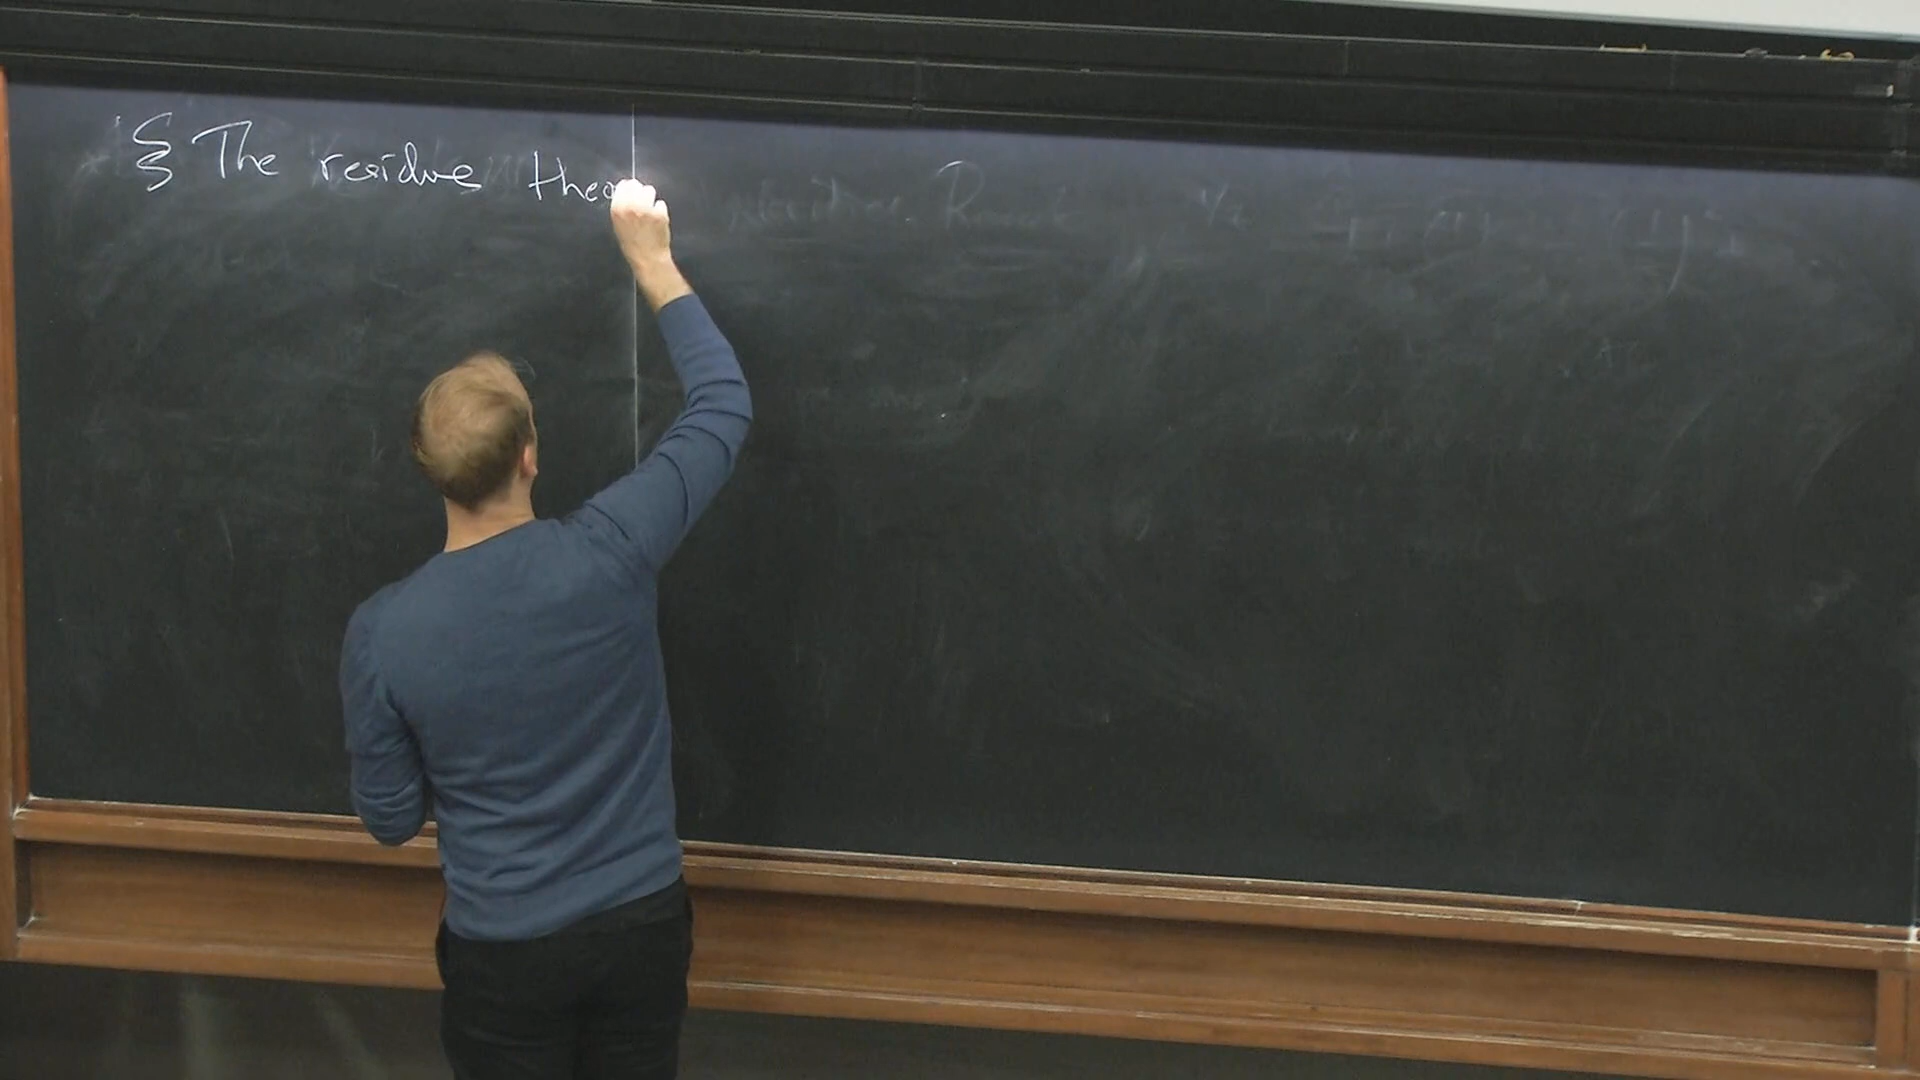 § The residue theo